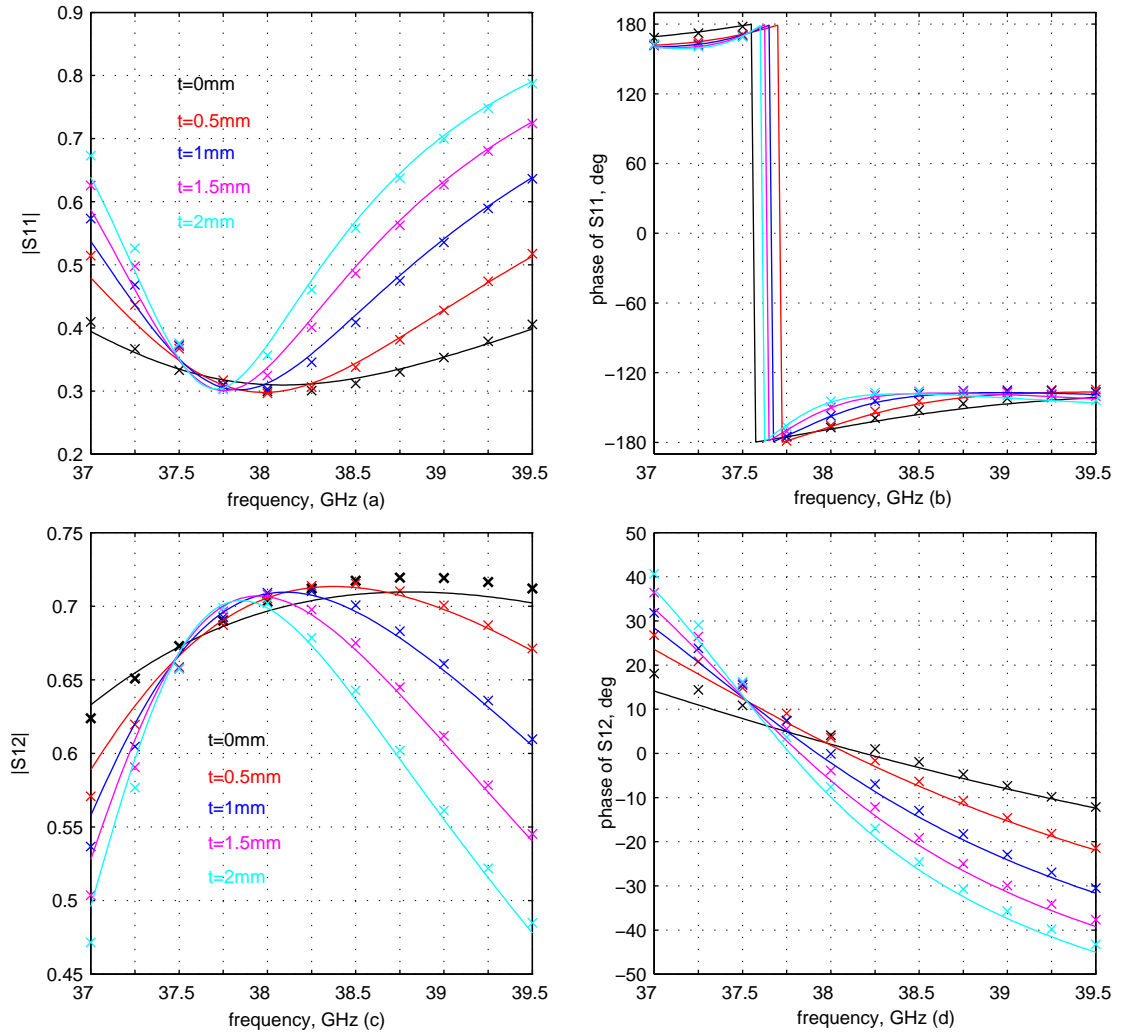 0.9
0.8
0.7
0.6
0.5
0.4
0.3
0.2
|S11|
t=0mm
t=0.5mm
t=1mm
t=1.5mm
t=2mm
37 37.5 38 38.5 39 39.5
frequency, GHz (a)
180
120
60
0
−60
−120
−180
phase of S11, deg
37 37.5 38 38.5 39 39.5
frequency, GHz (b)
0.75
0.7
0.65
0.6
0.55
0.5
0.45
|S12|
t=0mm
t=0.5mm
t=1mm
t=1.5mm
t=2mm
37 37.5 38 38.5 39 39.5
frequency, GHz (c)
50
40
30
20
10
0
−10
−20
−30
−40
−50
phase of S12, deg
37 37.5 38 38.5 39 39.5
frequency, GHz (d)